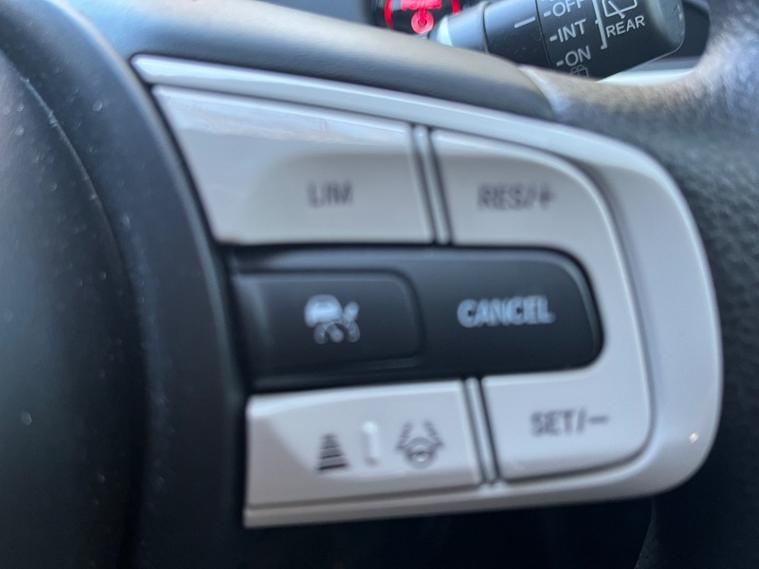 OFF
INT
REAR
ON
LIM
RES/+
CANCEL
SET/-